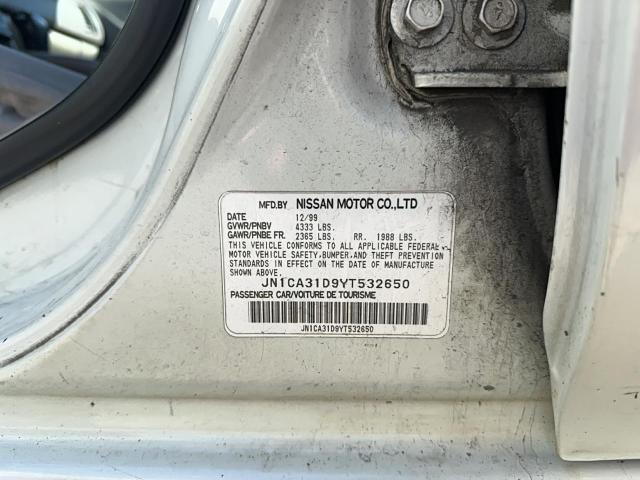 MFD.BY NISSAN MOTOR CO.,LTD
DATE 12/99
GVWR/PNBV 4333 LBS.
GAWR/PNBE FR. 2365 LBS. RR. 1988 LBS.
THIS VEHICLE CONFORMS TO ALL APPLICABLE FEDERAL
MOTOR VEHICLE SAFETY,BUMPER,AND THEFT PREVENTION
STANDARDS IN EFFECT ON THE DATE OF MANUFACTURE
SHOWN ABOVE.
JN1CA31D9YT532650
PASSENGER CAR/VOITURE DE TOURISME
JN1CA31D9YT532650